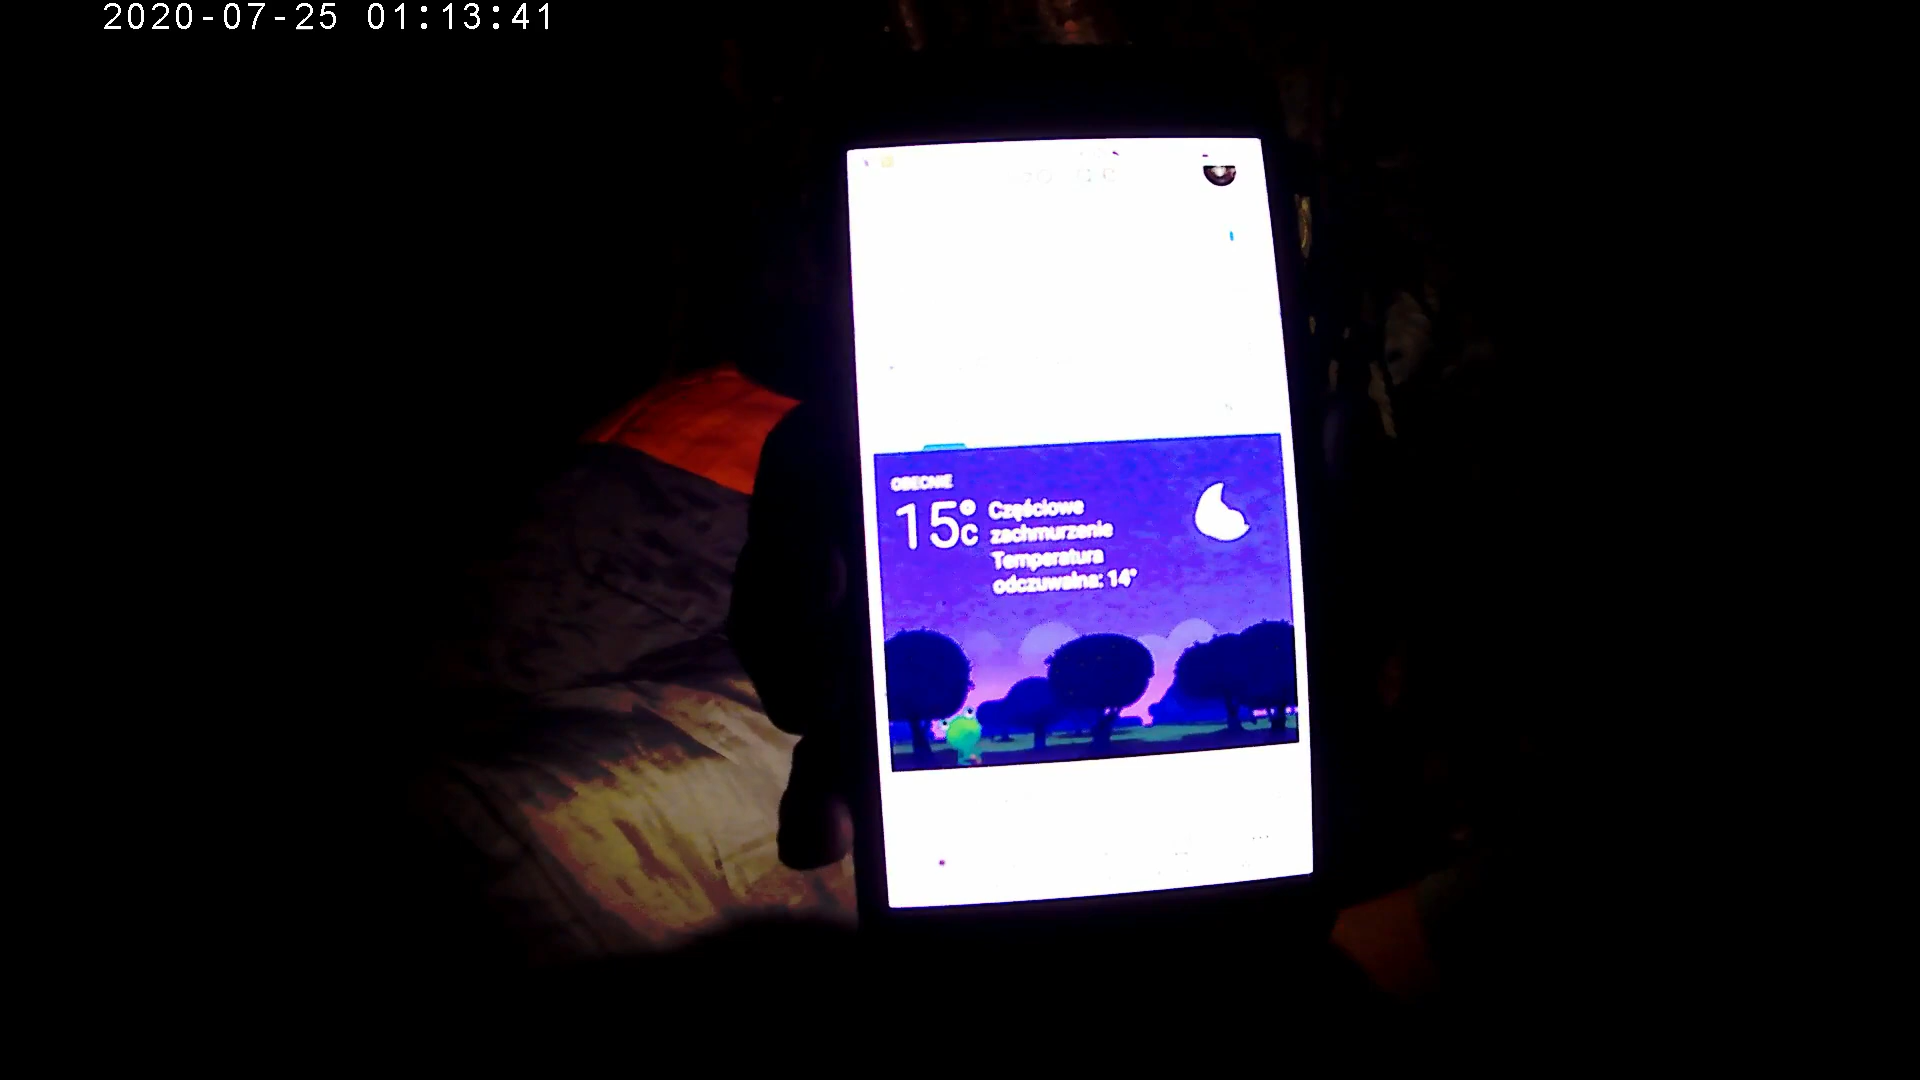 2020-07-25 01:13:41
OBECNIE
15°C
Częściowe
zachmurzenie
Temperatura
odczuwalna: 14°